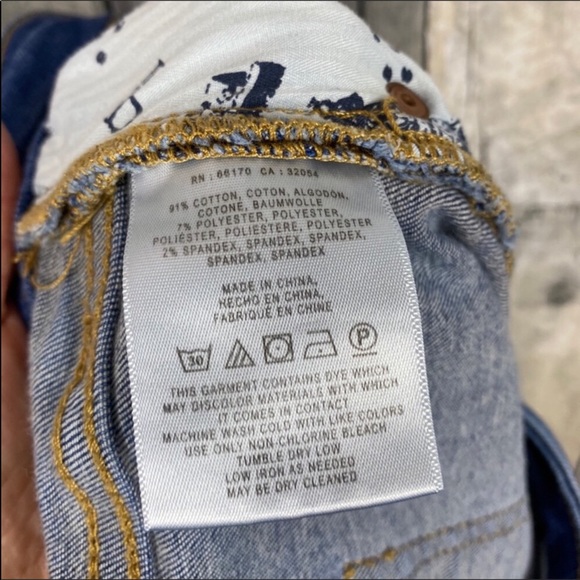 RN : 66170 CA : 32054
91% COTTON, COTON, ALGODON,
COTONE, BAUMWOLLE
7% POLYESTER, POLYESTER,
POLIÉSTER, POLIESTERE, POLYESTER
2% SPANDEX, SPANDEX, SPANDEX,
SPANDEX, SPANDEX
MADE IN CHINA,
HECHO EN CHINA,
FABRIQUE EN CHINE
30 P
THIS GARMENT CONTAINS DYE WHICH
MAY DISCOLOR MATERIALS WITH WHICH
IT COMES IN CONTACT
MACHINE WASH COLD WITH LIKE COLORS
USE ONLY NON-CHLORINE BLEACH
TUMBLE DRY LOW
LOW IRON AS NEEDED
MAY BE DRY CLEANED